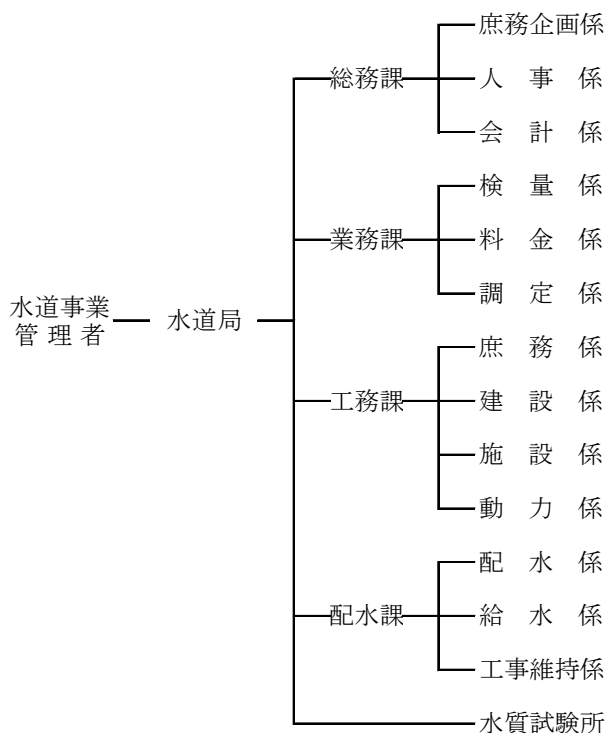 水道事業
管理者
水道局
総務課
庶務企画係
人事係
会計係
業務課
検量係
料金係
調定係
工務課
庶務係
建設係
施設係
動力係
配水課
配水係
給水係
工事維持係
水質試験所